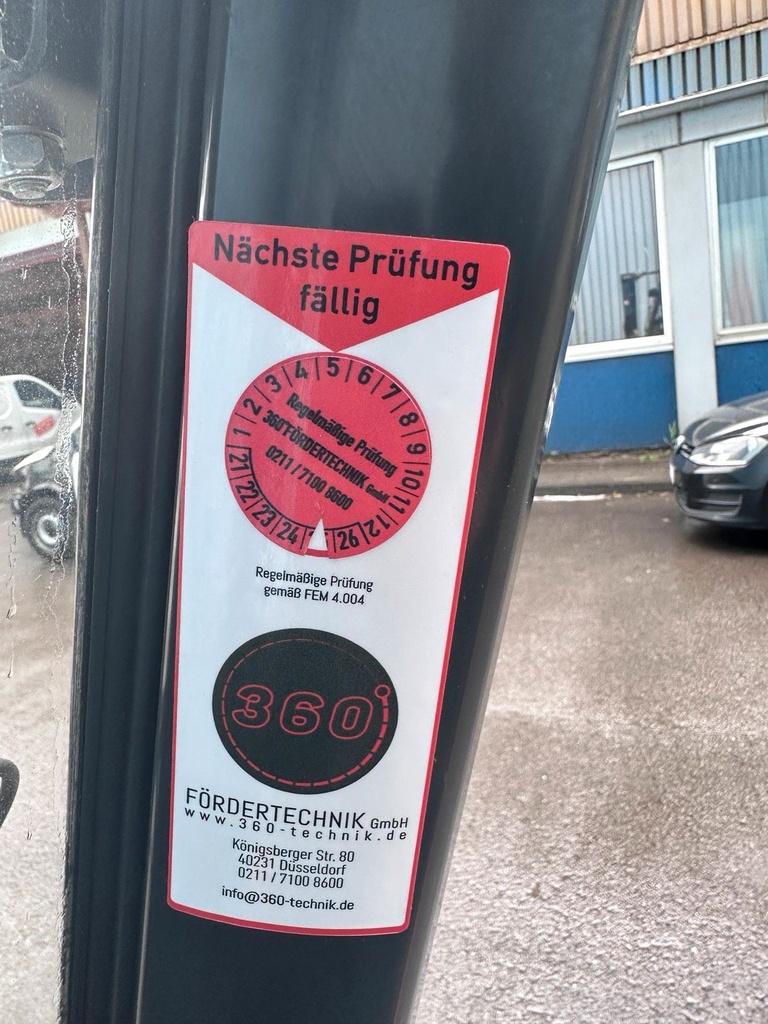 Nächste Prüfung
fällig
1 2 3 4 5 6 7 8 9 10 11 12
21 22 23 24 26
Regelmäßige Prüfung
360°FÖRDERTECHNIK GmbH
0211 / 7100 8600
Regelmäßige Prüfung
gemäß FEM 4.004
360°
FÖRDERTECHNIK GmbH
www.360-technik.de
Königsberger Str. 80
40231 Düsseldorf
0211 / 7100 8600
info@360-technik.de